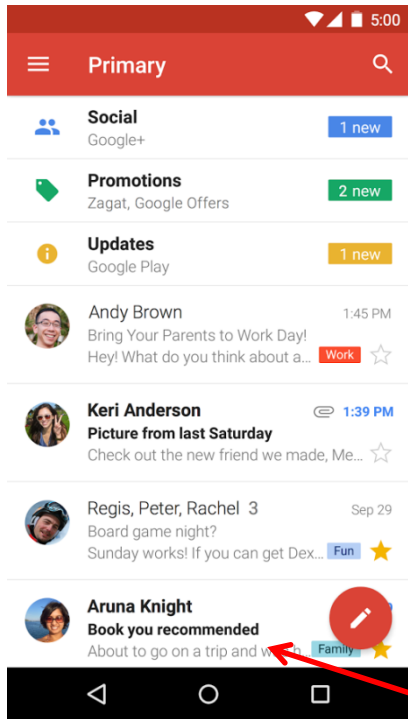 5:00
Primary
Social
1 new
Google+
Promotions
2 new
Zagat, Google Offers
Updates
1 new
Google Play
Andy Brown 1:45 PM
Bring Your Parents to Work Day!
Hey! What do you think about a... Work
Keri Anderson 1:39 PM
Picture from last Saturday
Check out the new friend we made, Me...
Regis, Peter, Rachel 3 Sep 29
Board game night?
Sunday works! If you can get Dex... Fun
Aruna Knight
Book you recommended
About to go on a trip and Family